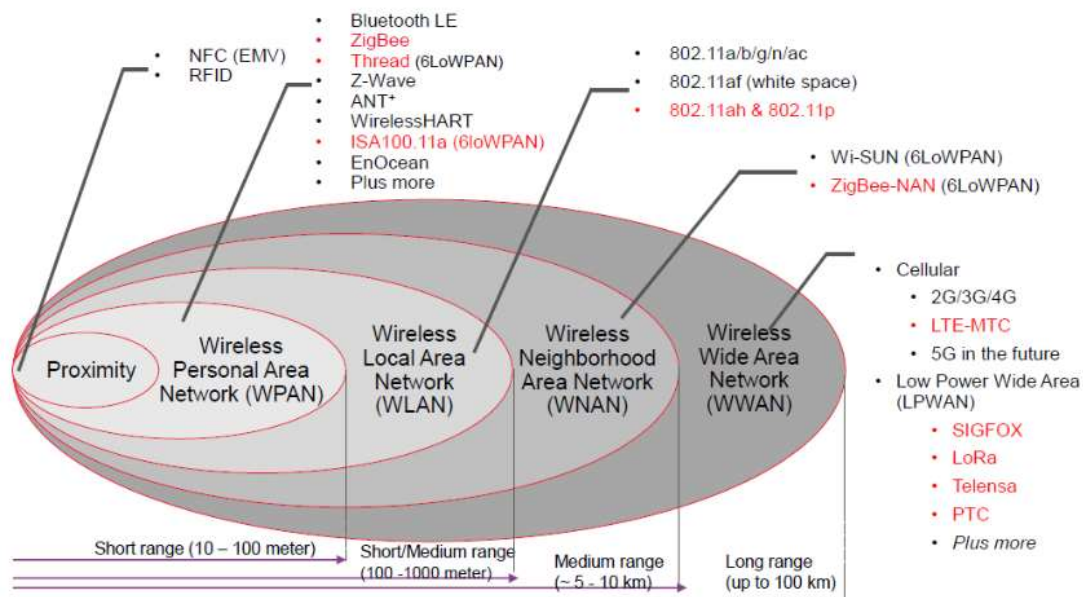 • NFC (EMV)
• RFID
• Bluetooth LE
• ZigBee
• Thread (6LoWPAN)
• Z-Wave
• ANT+
• WirelessHART
• ISA100.11a (6loWPAN)
• EnOcean
• Plus more
• 802.11a/b/g/n/ac
• 802.11af (white space)
• 802.11ah & 802.11p
• Wi-SUN (6LoWPAN)
• ZigBee-NAN (6LoWPAN)
• Cellular
• 2G/3G/4G
• LTE-MTC
• 5G in the future
• Low Power Wide Area
(LPWAN)
• SIGFOX
• LoRa
• Telensa
• PTC
• Plus more
Proximity
Wireless
Personal Area
Network (WPAN)
Wireless
Local Area
Network
(WLAN)
Wireless
Neighborhood
Area Network
(WNAN)
Wireless
Wide Area
Network
(WWAN)
Short range (10 – 100 meter)
Short/Medium range
(100 -1000 meter)
Medium range
(~ 5 - 10 km)
Long range
(up to 100 km)